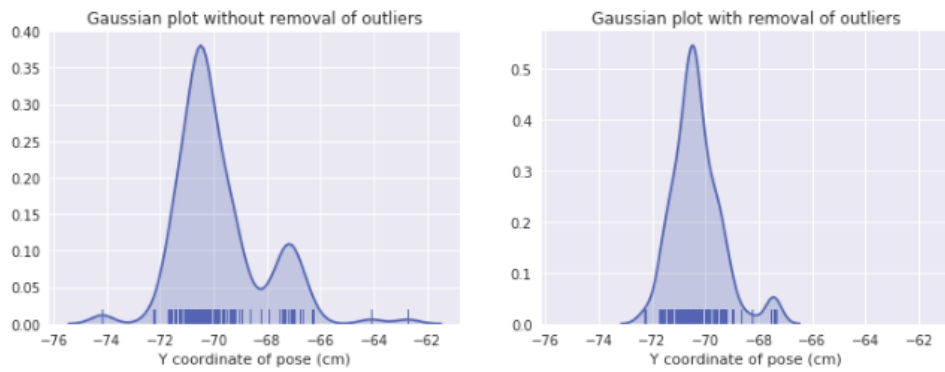 Gaussian plot without removal of outliers
0.40
0.35
0.30
0.25
0.20
0.15
0.10
0.05
0.00
−76 −74 −72 −70 −68 −66 −64 −62
Y coordinate of pose (cm)
Gaussian plot with removal of outliers
0.5
0.4
0.3
0.2
0.1
0.0
−76 −74 −72 −70 −68 −66 −64 −62
Y coordinate of pose (cm)